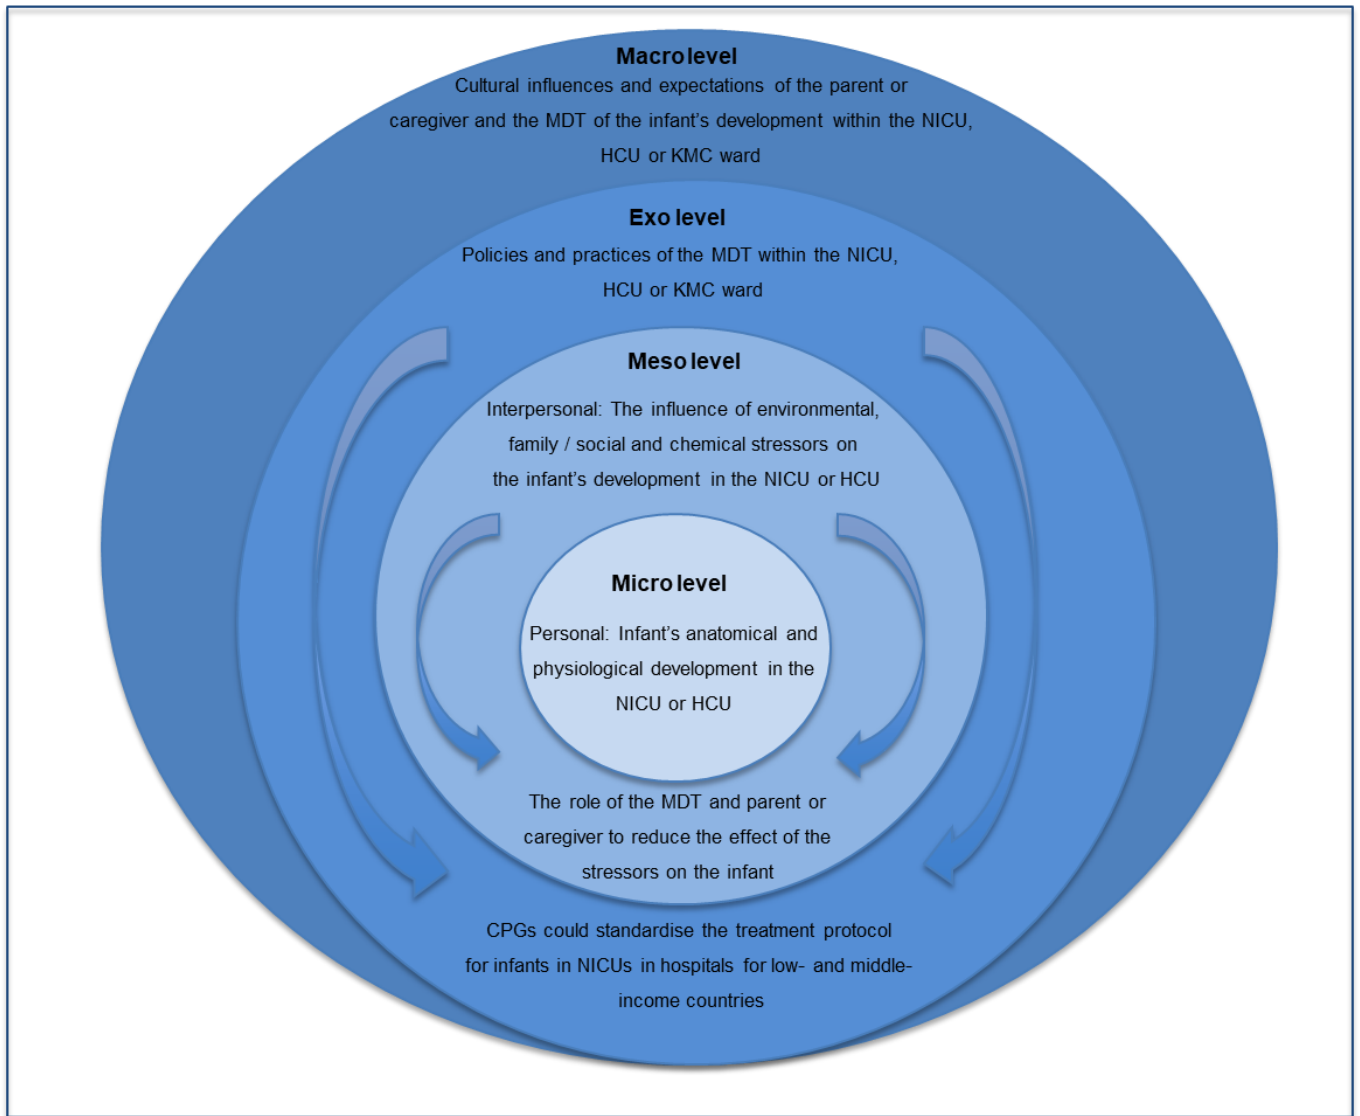 Macro level
Cultural influences and expectations of the parent or
caregiver and the MDT of the infant's development within the NICU,
HCU or KMC ward
Exo level
Policies and practices of the MDT within the NICU,
HCU or KMC ward
Meso level
Interpersonal: The influence of environmental,
family / social and chemical stressors on
the infant's development in the NICU or HCU
Micro level
Personal: Infant's anatomical and
physiological development in the
NICU or HCU
The role of the MDT and parent or
caregiver to reduce the effect of the
stressors on the infant
CPGs could standardise the treatment protocol
for infants in NICUs in hospitals for low- and middle-
income countries